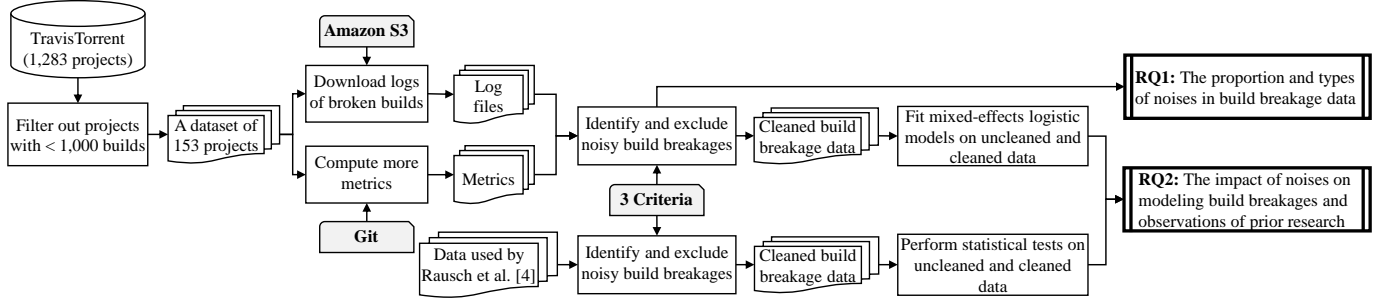 TravisTorrent
(1,283 projects)
Filter out projects
with < 1,000 builds
A dataset of
153 projects
Amazon S3
Download logs
of broken builds
Log
files
Compute more
metrics
Metrics
Git
Identify and exclude
noisy build breakages
Cleaned build
breakage data
Fit mixed-effects logistic
models on uncleaned and
cleaned data
RQ1: The proportion and types
of noises in build breakage data
3 Criteria
Data used by
Rausch et al. [4]
Identify and exclude
noisy build breakages
Cleaned build
breakage data
Perform statistical tests on
uncleaned and cleaned
data
RQ2: The impact of noises on
modeling build breakages and
observations of prior research